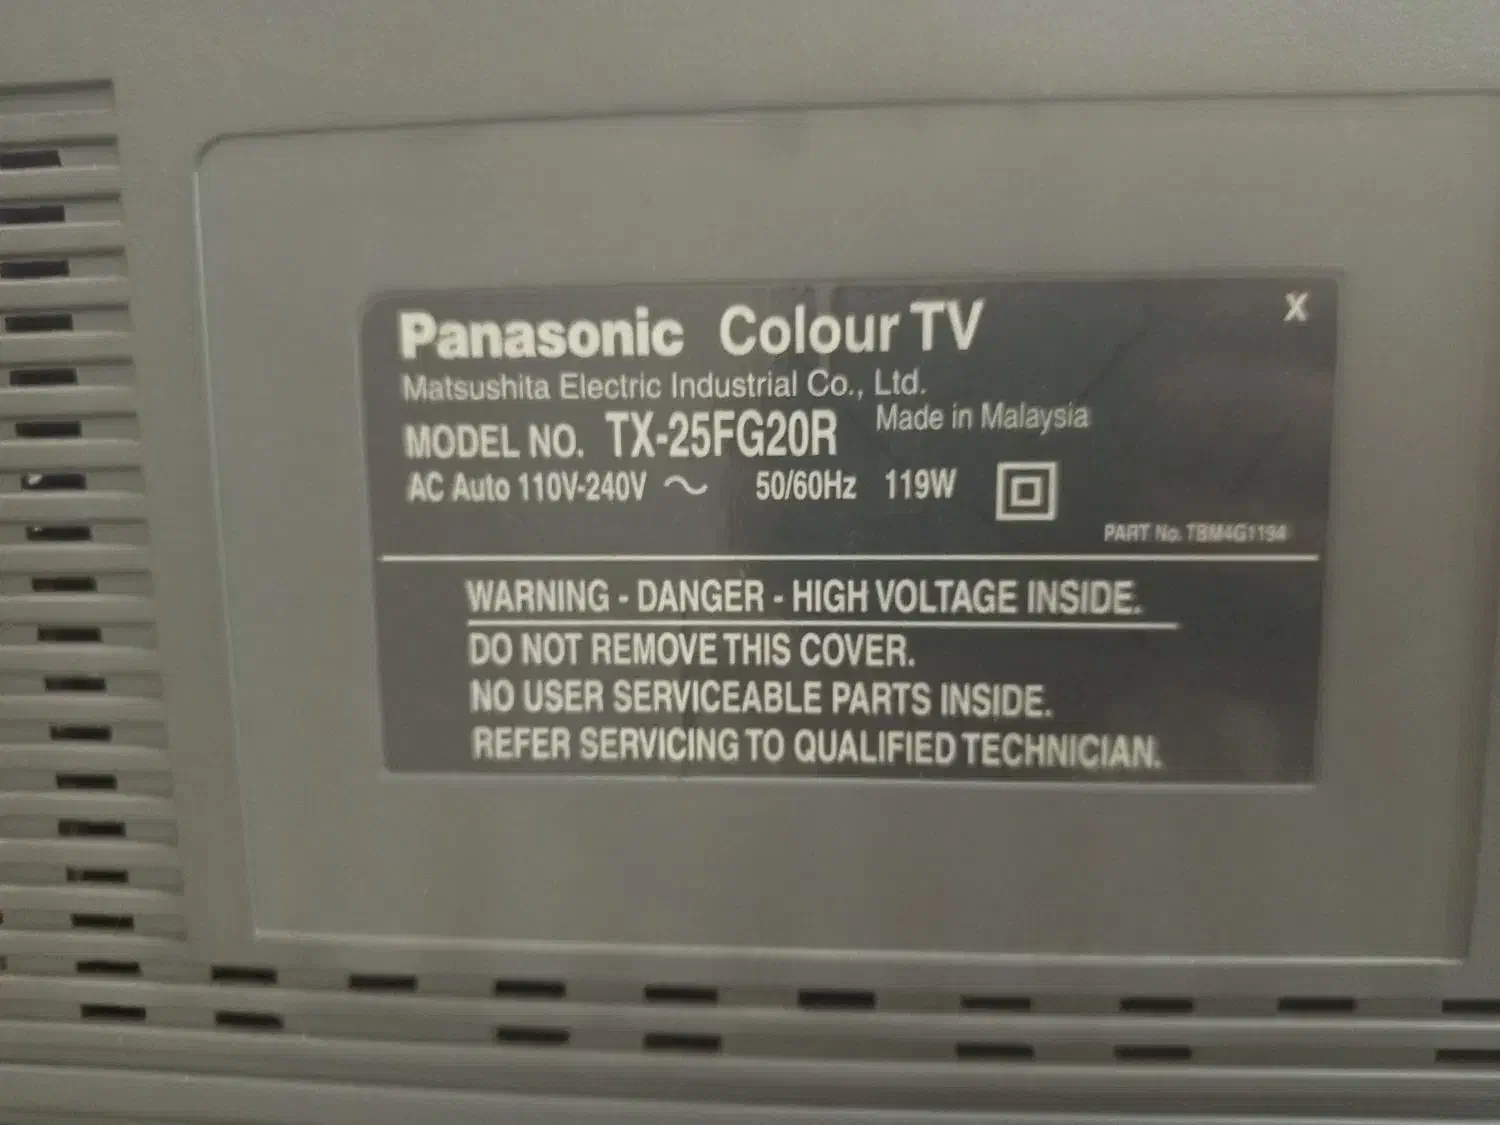 Panasonic Colour TV X
Matsushita Electric Industrial Co., Ltd.
MODEL NO. TX-25FG20R Made in Malaysia
AC Auto 110V-240V ~ 50/60Hz 119W
PART No. TBM4G1194
WARNING - DANGER - HIGH VOLTAGE INSIDE.
DO NOT REMOVE THIS COVER.
NO USER SERVICEABLE PARTS INSIDE.
REFER SERVICING TO QUALIFIED TECHNICIAN.